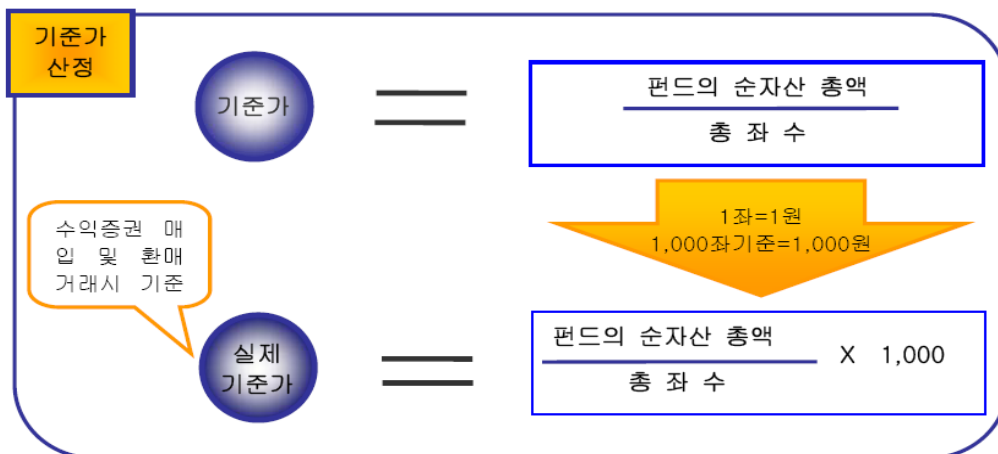 기준가
산정
기준가
펀드의 순자산 총액
총 좌 수
1좌=1원
1,000좌기준=1,000원
수익증권 매
입 및 환매
거래시 기준
실제
기준가
펀드의 순자산 총액
총 좌 수
X 1,000